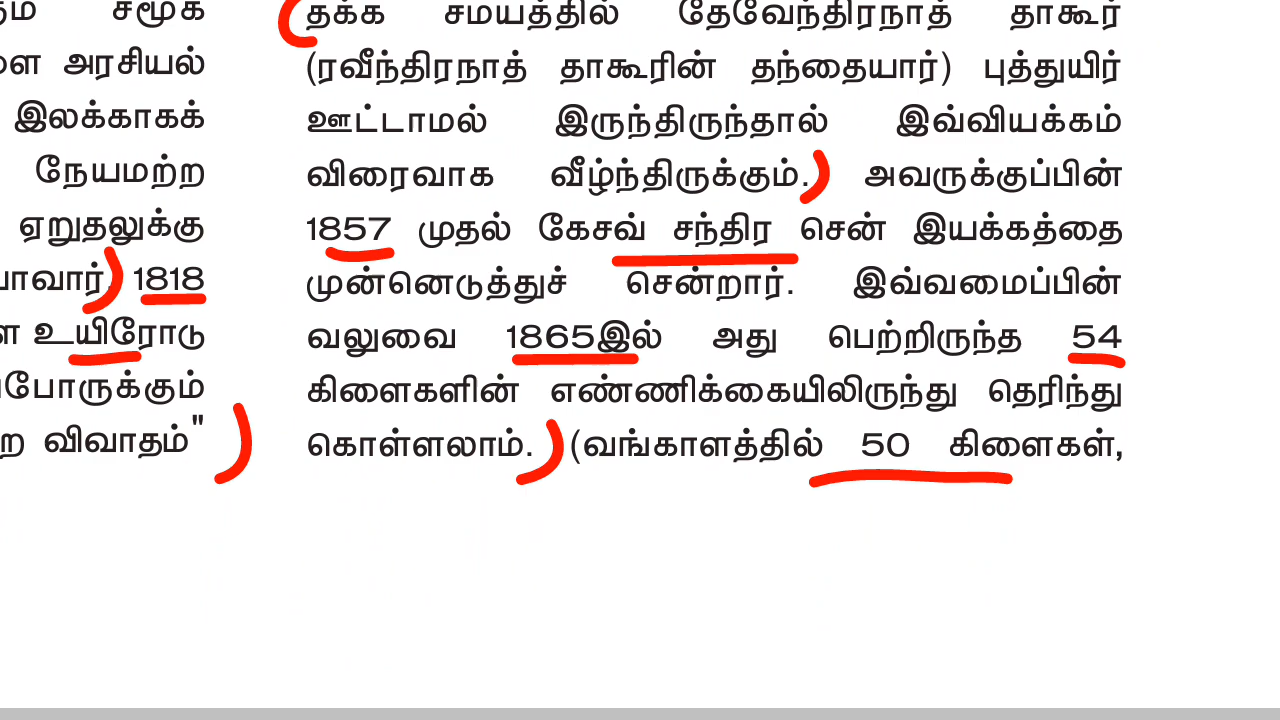 சமூக
அரசியல்
இலக்காகக்
நேயமற்ற
ஏறுதலுக்கு
1818
உயிரோடு
விவாதம்"
தக்க சமயத்தில் தேவேந்திரநாத் தாகூர்
(ரவீந்திரநாத் தாகூரின் தந்தையார்) புத்துயிர்
ஊட்டாமல் இருந்திருந்தால் இவ்வியக்கம்
விரைவாக வீழ்ந்திருக்கும். அவருக்குப்பின்
1857 முதல் கேசவ் சந்திர சென் இயக்கத்தை
முன்னெடுத்துச் சென்றார். இவ்வமைப்பின்
வலுவை 1865இல் அது பெற்றிருந்த 54
கிளைகளின் எண்ணிக்கையிலிருந்து தெரிந்து
கொள்ளலாம். (வங்காளத்தில் 50 கிளைகள்,